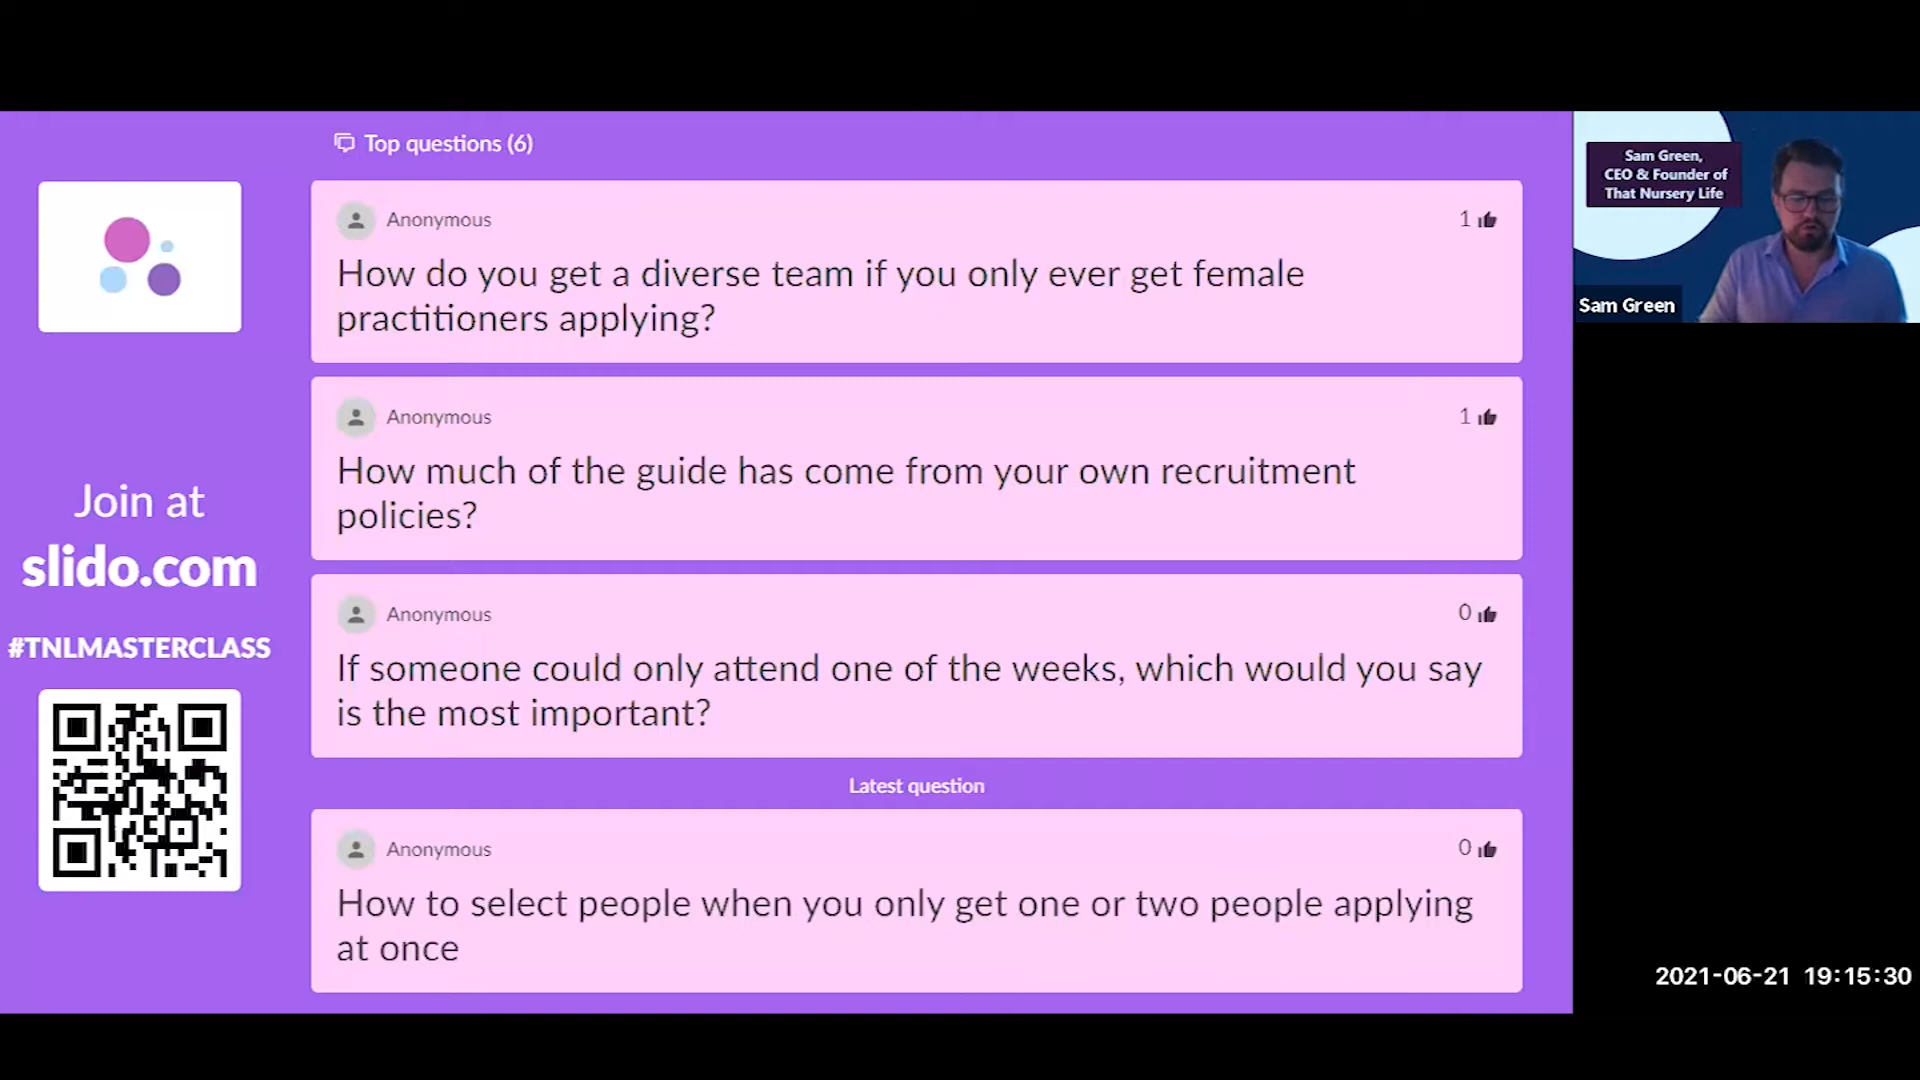 Top questions (6)
Anonymous
1
How do you get a diverse team if you only ever get female
practitioners applying?
Anonymous
1
How much of the guide has come from your own recruitment
policies?
Anonymous
0
If someone could only attend one of the weeks, which would you say
is the most important?
Latest question
Anonymous
0
How to select people when you only get one or two people applying
at once
Join at
slido.com
#TNLMASTERCLASS
Sam Green,
CEO & Founder of
That Nursery Life
Sam Green
2021-06-21 19:15:30